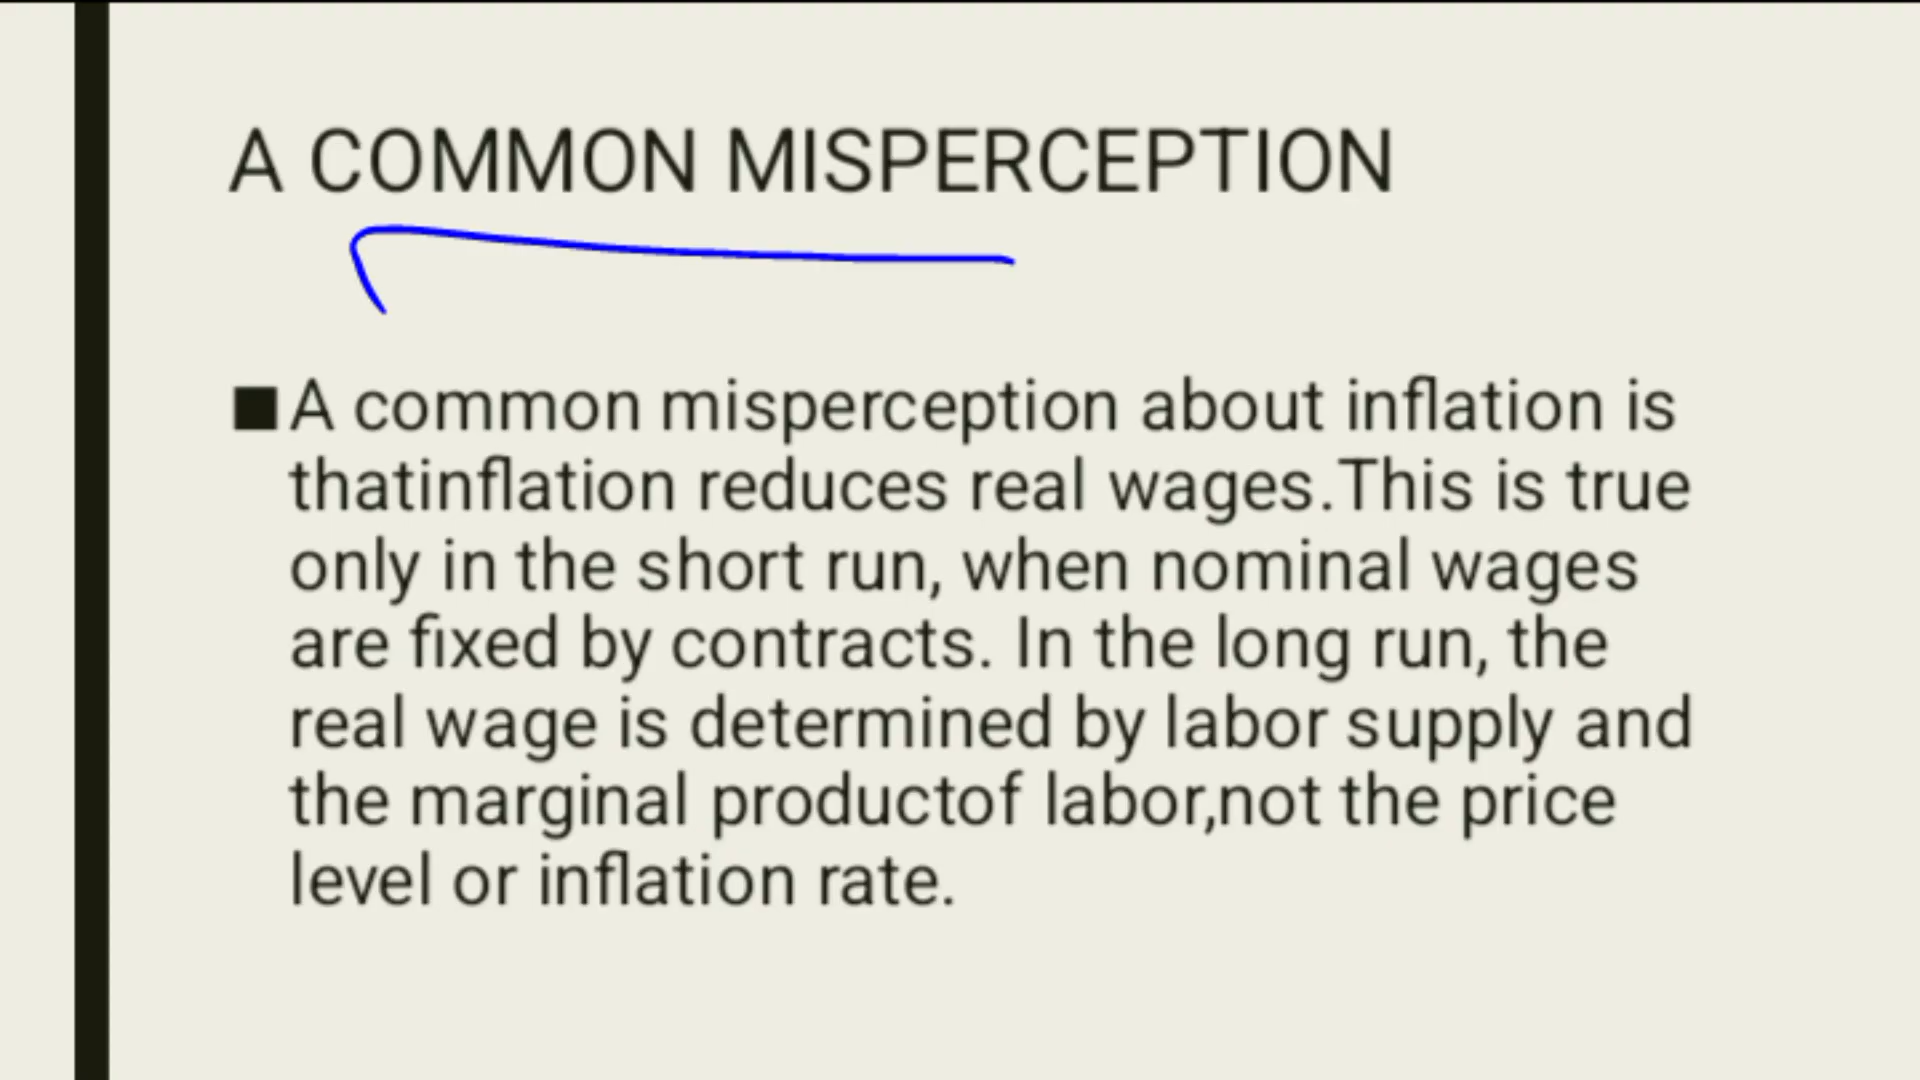 A COMMON MISPERCEPTION
■A common misperception about inflation is
thatinflation reduces real wages.This is true
only in the short run, when nominal wages
are fixed by contracts. In the long run, the
real wage is determined by labor supply and
the marginal productof labor,not the price
level or inflation rate.